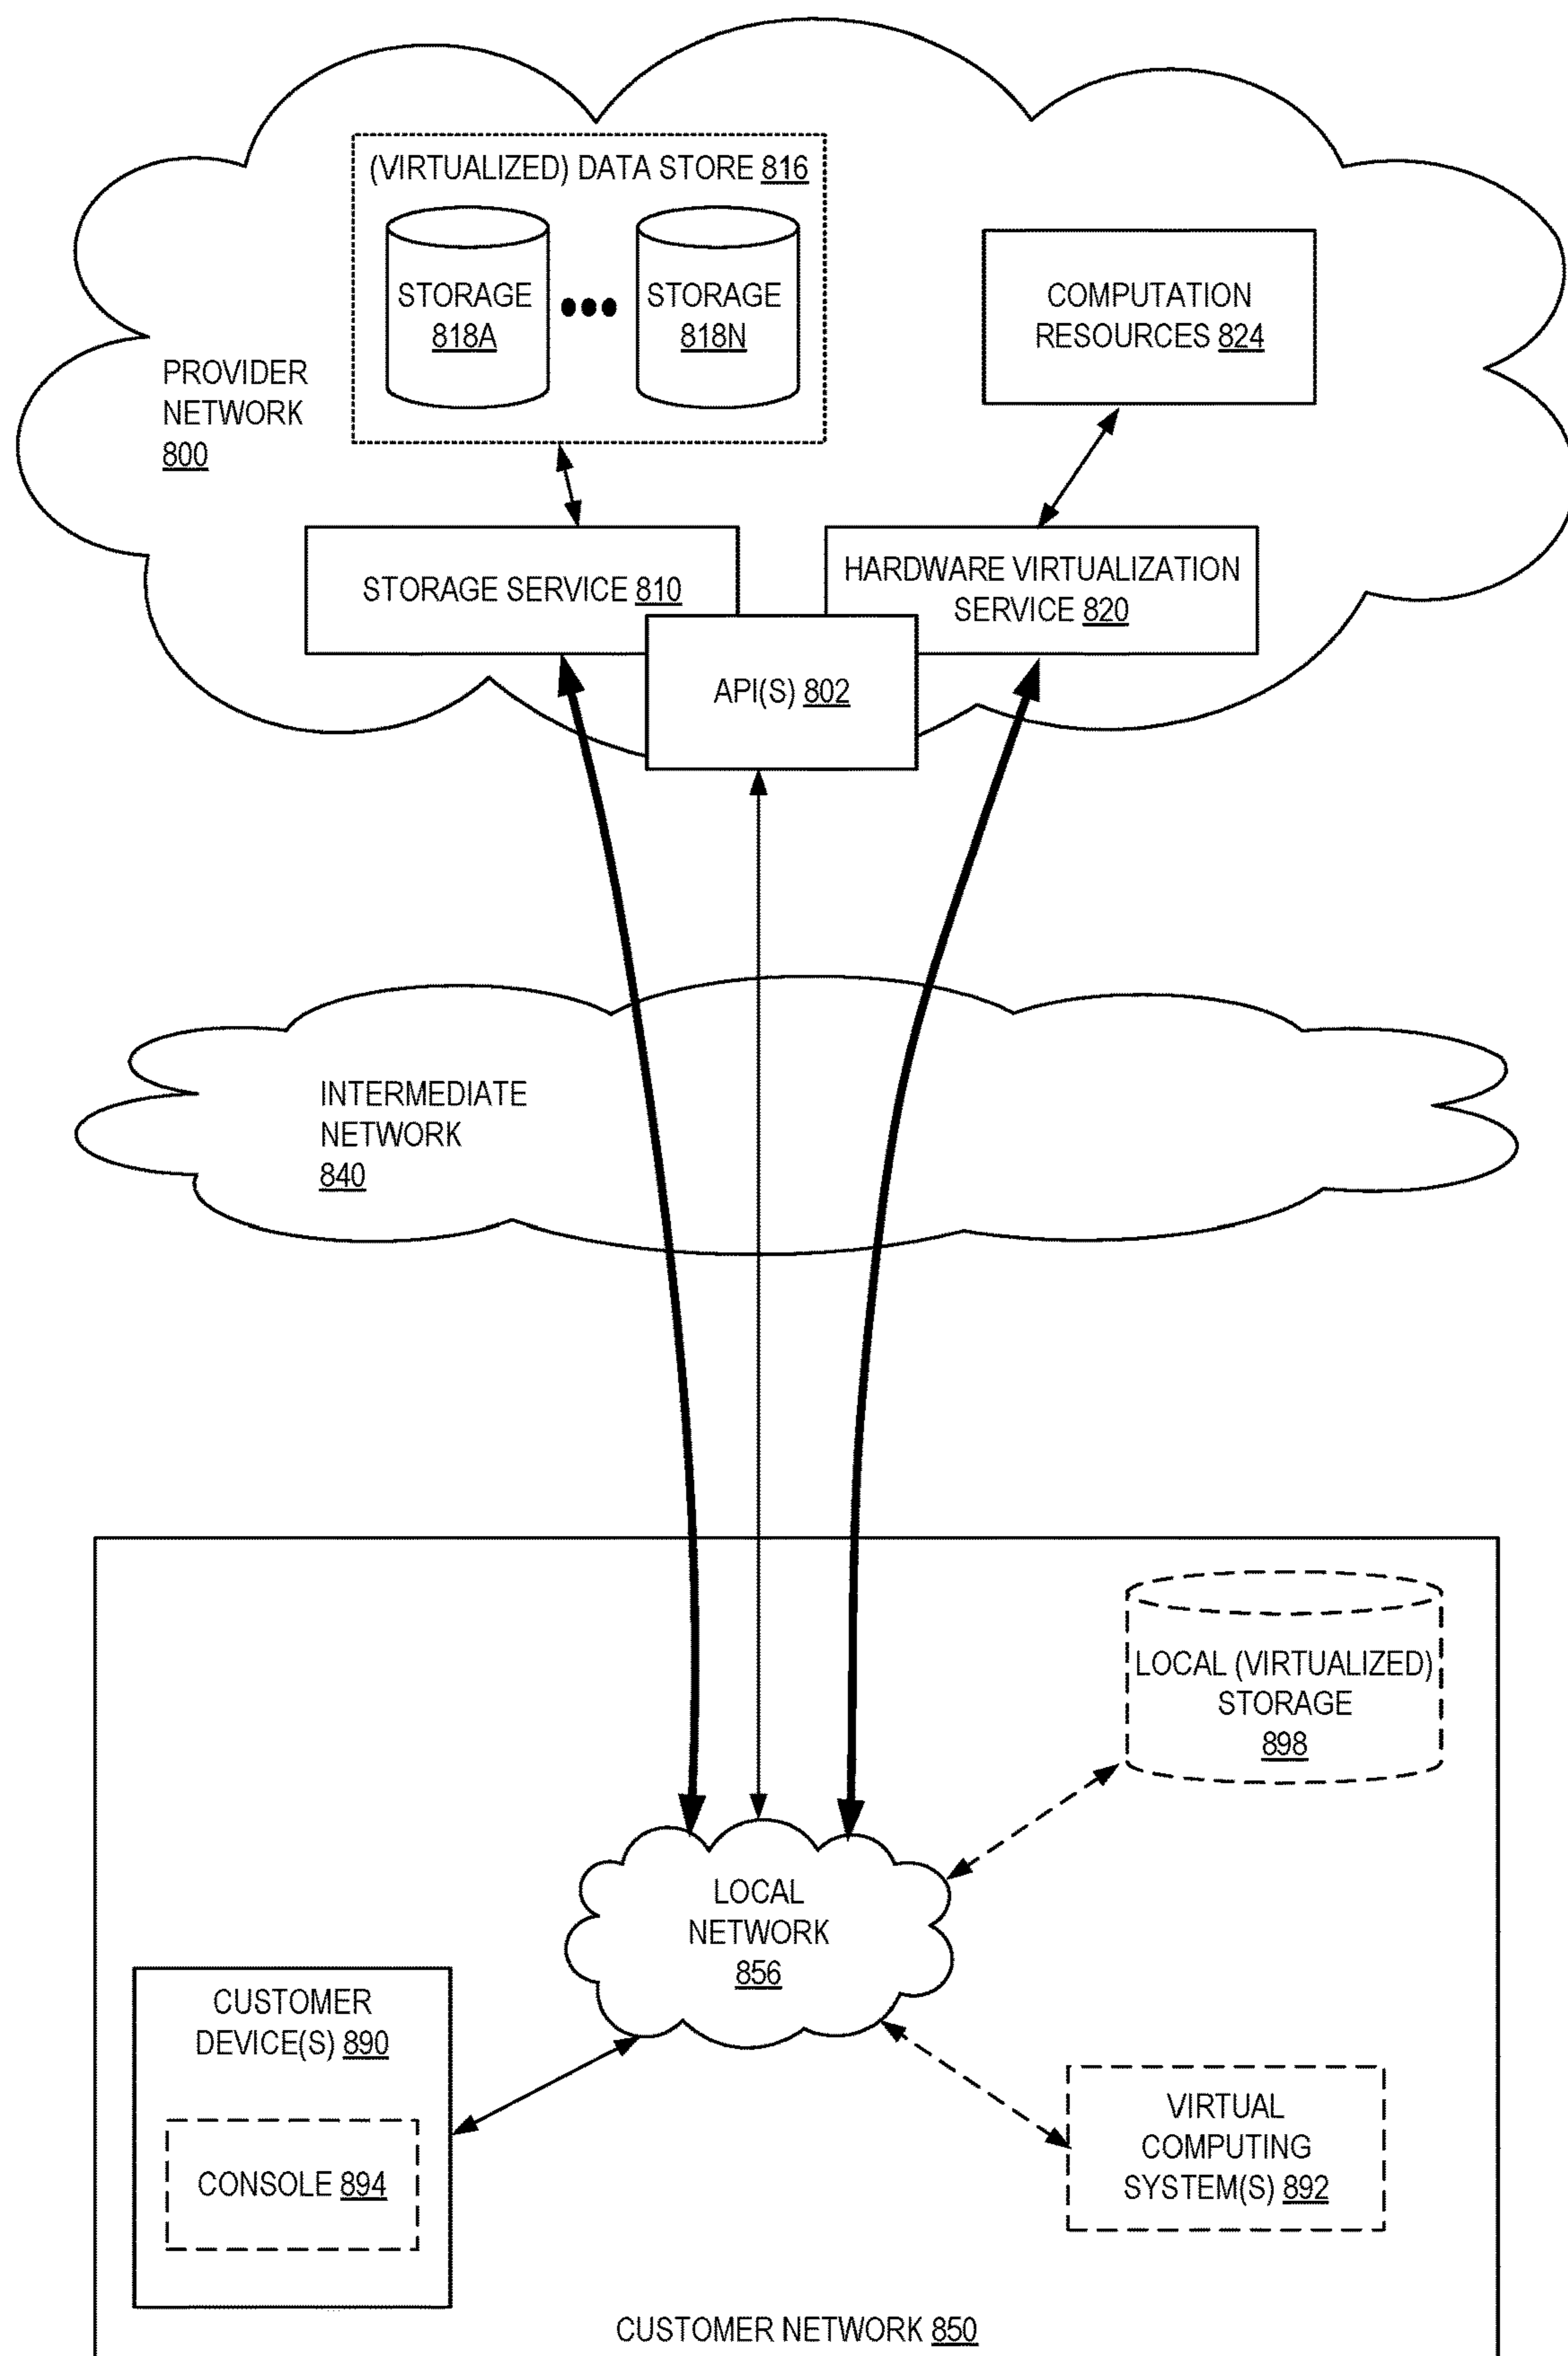 (VIRTUALIZED) DATA STORE 816
STORAGE
818A
STORAGE
818N
COMPUTATION
RESOURCES 824
PROVIDER
NETWORK
800
STORAGE SERVICE 810
HARDWARE VIRTUALIZATION
SERVICE 820
API(S) 802
INTERMEDIATE
NETWORK
840
LOCAL (VIRTUALIZED)
STORAGE
898
LOCAL
NETWORK
856
CUSTOMER
DEVICE(S) 890
CONSOLE 894
VIRTUAL
COMPUTING
SYSTEM(S) 892
CUSTOMER NETWORK 850